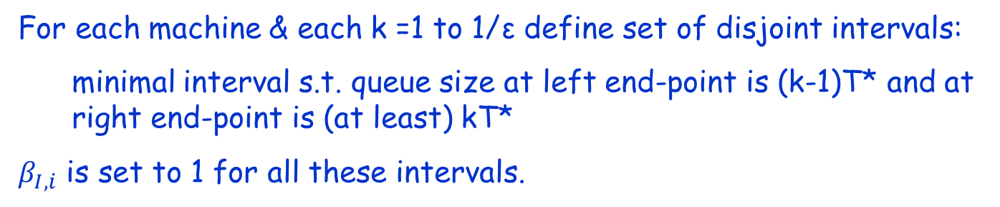 For each machine & each k =1 to 1/ε define set of disjoint intervals:
minimal interval s.t. queue size at left end-point is (k-1)T* and at
right end-point is (at least) kT*
β_{I,i} is set to 1 for all these intervals.